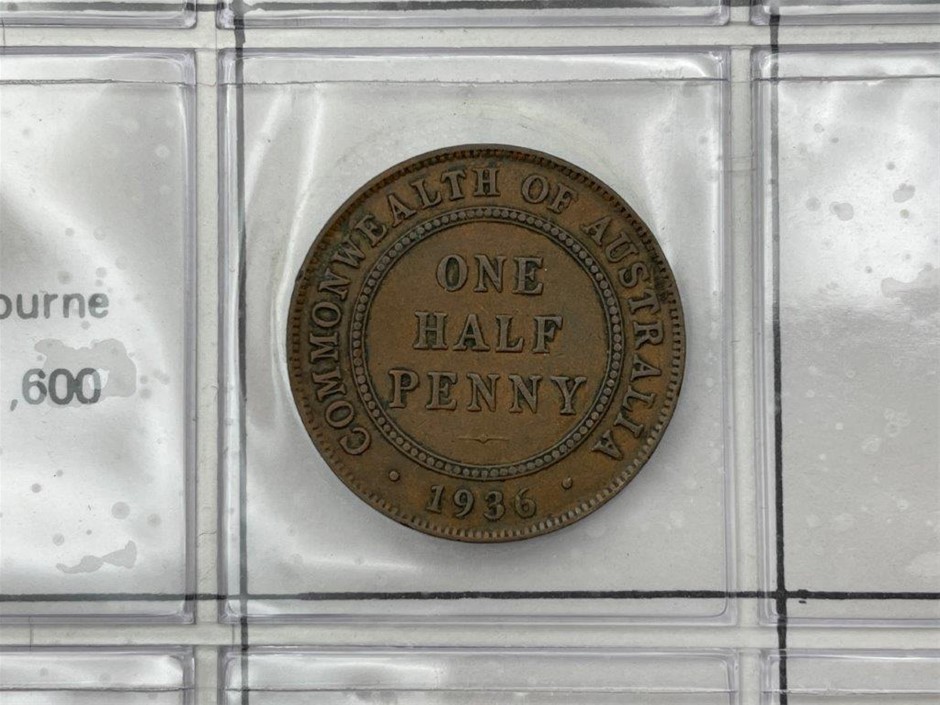 COMMONWEALTH OF AUSTRALIA
ONE
HALF
PENNY
1936
ourne
,600